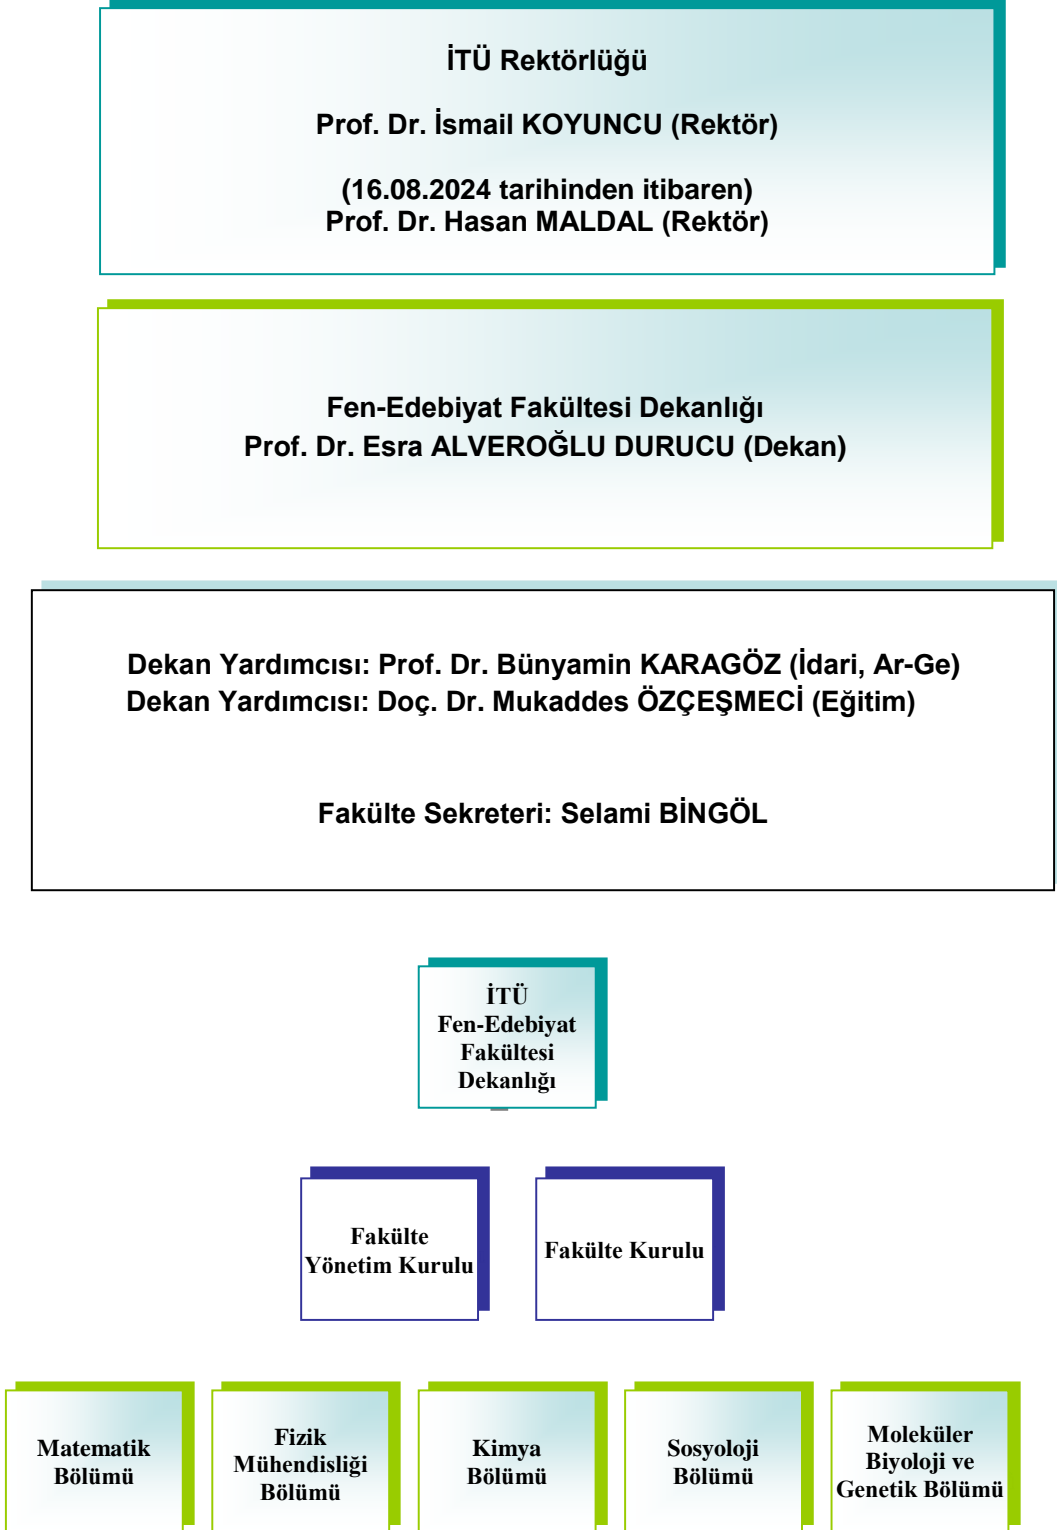 İTÜ Rektörlüğü
Prof. Dr. İsmail KOYUNCU (Rektör)
(16.08.2024 tarihinden itibaren)
Prof. Dr. Hasan MALDAL (Rektör)
Fen-Edebiyat Fakültesi Dekanlığı
Prof. Dr. Esra ALVEROĞLU DURUCU (Dekan)
Dekan Yardımcısı: Prof. Dr. Bünyamin KARAGÖZ (İdari, Ar-Ge)
Dekan Yardımcısı: Doç. Dr. Mukaddes ÖZÇEŞMECİ (Eğitim)
Fakülte Sekreteri: Selami BİNGÖL
İTÜ
Fen-Edebiyat
Fakültesi
Dekanlığı
Fakülte
Yönetim Kurulu
Fakülte Kurulu
Matematik
Bölümü
Fizik
Mühendisliği
Bölümü
Kimya
Bölümü
Sosyoloji
Bölümü
Moleküler
Biyoloji ve
Genetik Bölümü